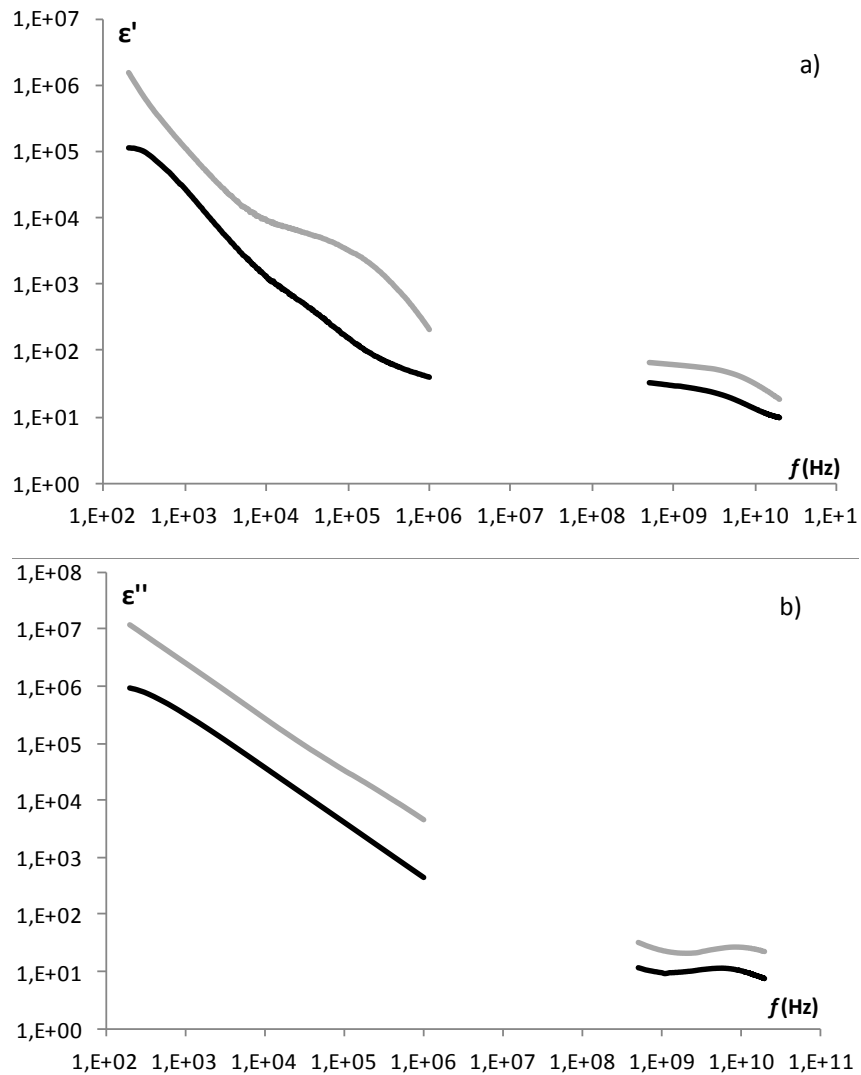 1,E+07
ε'
a)
1,E+06
1,E+05
1,E+04
1,E+03
1,E+02
1,E+01
1,E+00
f(Hz)
1,E+02 1,E+03 1,E+04 1,E+05 1,E+06 1,E+07 1,E+08 1,E+09 1,E+10 1,E+1
1,E+08
ε''
b)
1,E+07
1,E+06
1,E+05
1,E+04
1,E+03
1,E+02
1,E+01
1,E+00
f(Hz)
1,E+02 1,E+03 1,E+04 1,E+05 1,E+06 1,E+07 1,E+08 1,E+09 1,E+10 1,E+11